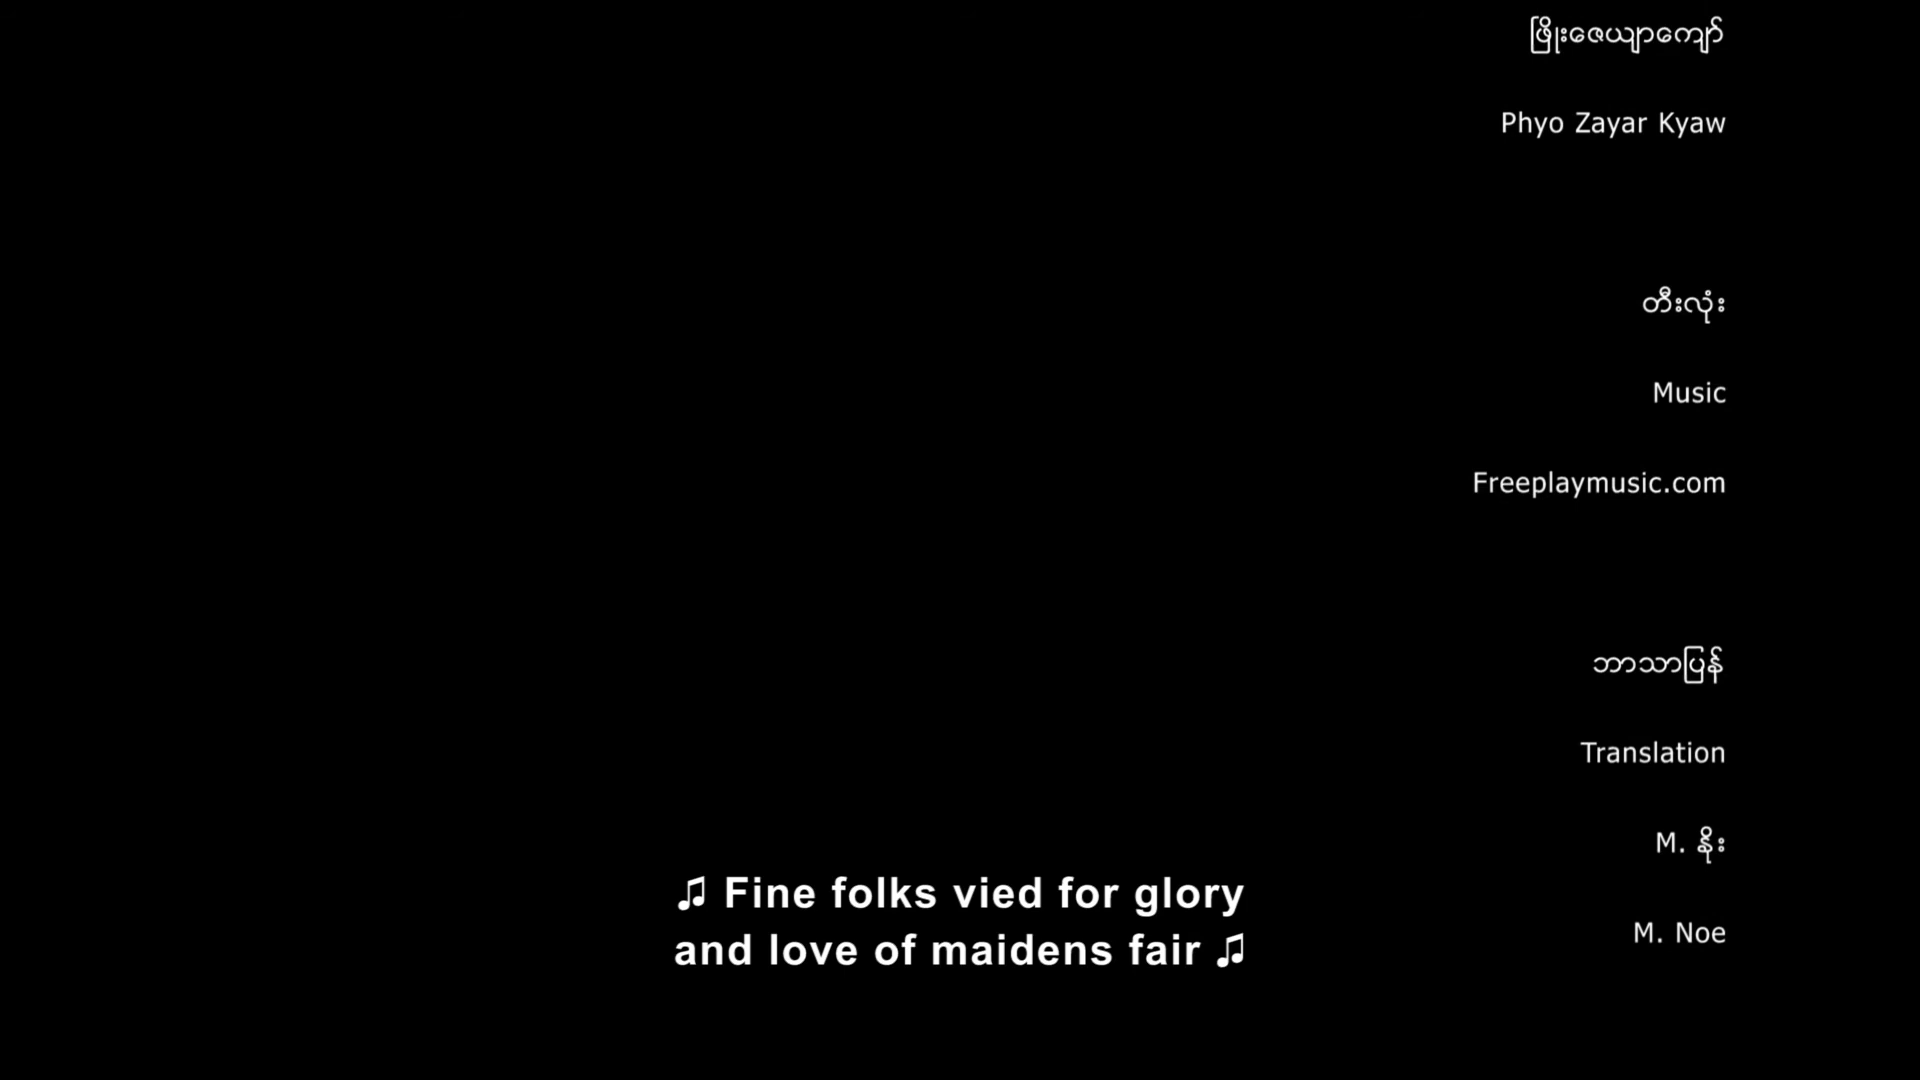 ဖြိုးဇေယျာကျော်
Phyo Zayar Kyaw
တီးလုံး
Music
Freeplaymusic.com
ဘာသာပြန်
Translation
M. နိုး
M. Noe
♫ Fine folks vied for glory
and love of maidens fair ♫